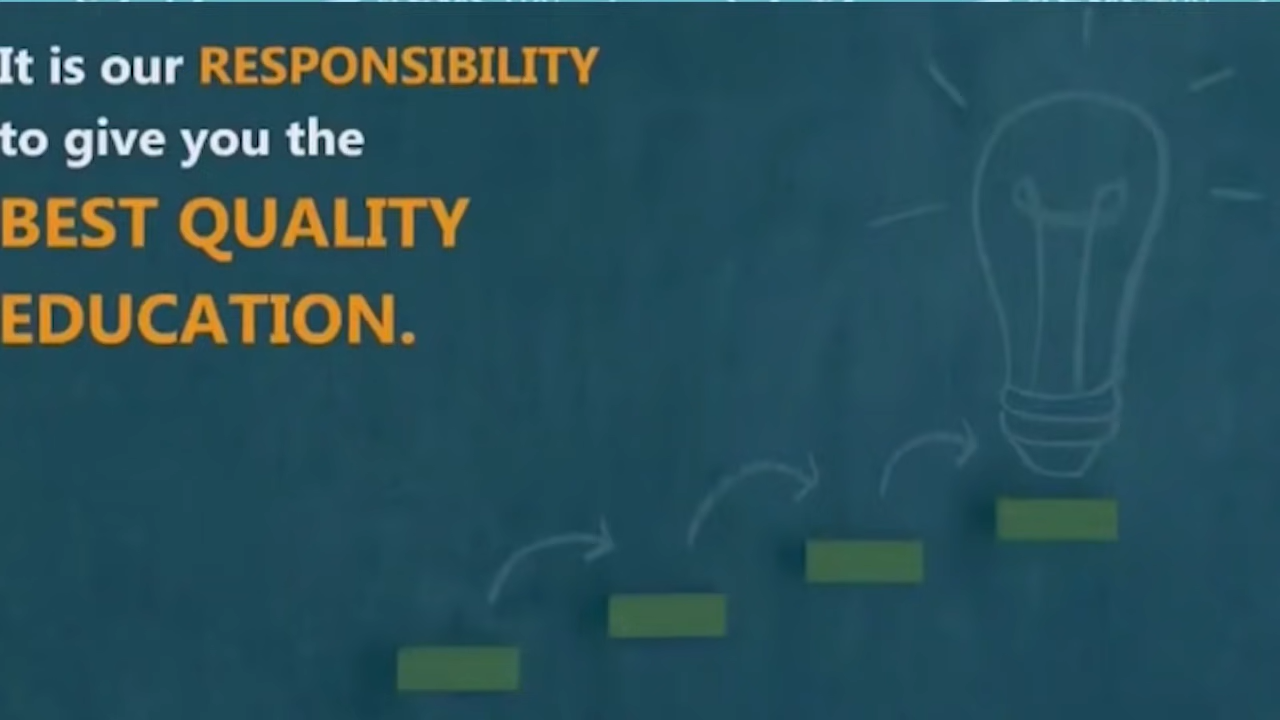 It is our RESPONSIBILITY
to give you the
BEST QUALITY
EDUCATION.